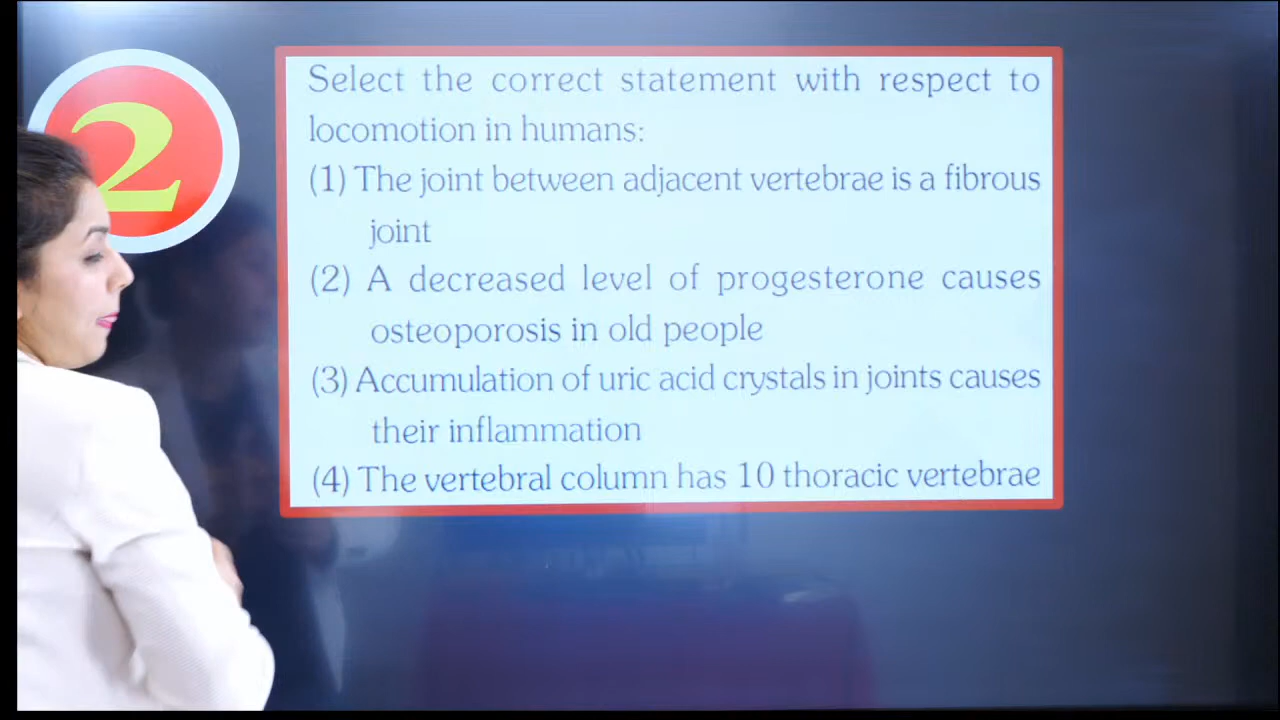 2
Select the correct statement with respect to
locomotion in humans:
(1) The joint between adjacent vertebrae is a fibrous
joint
(2) A decreased level of progesterone causes
osteoporosis in old people
(3) Accumulation of uric acid crystals in joints causes
their inflammation
(4) The vertebral column has 10 thoracic vertebrae